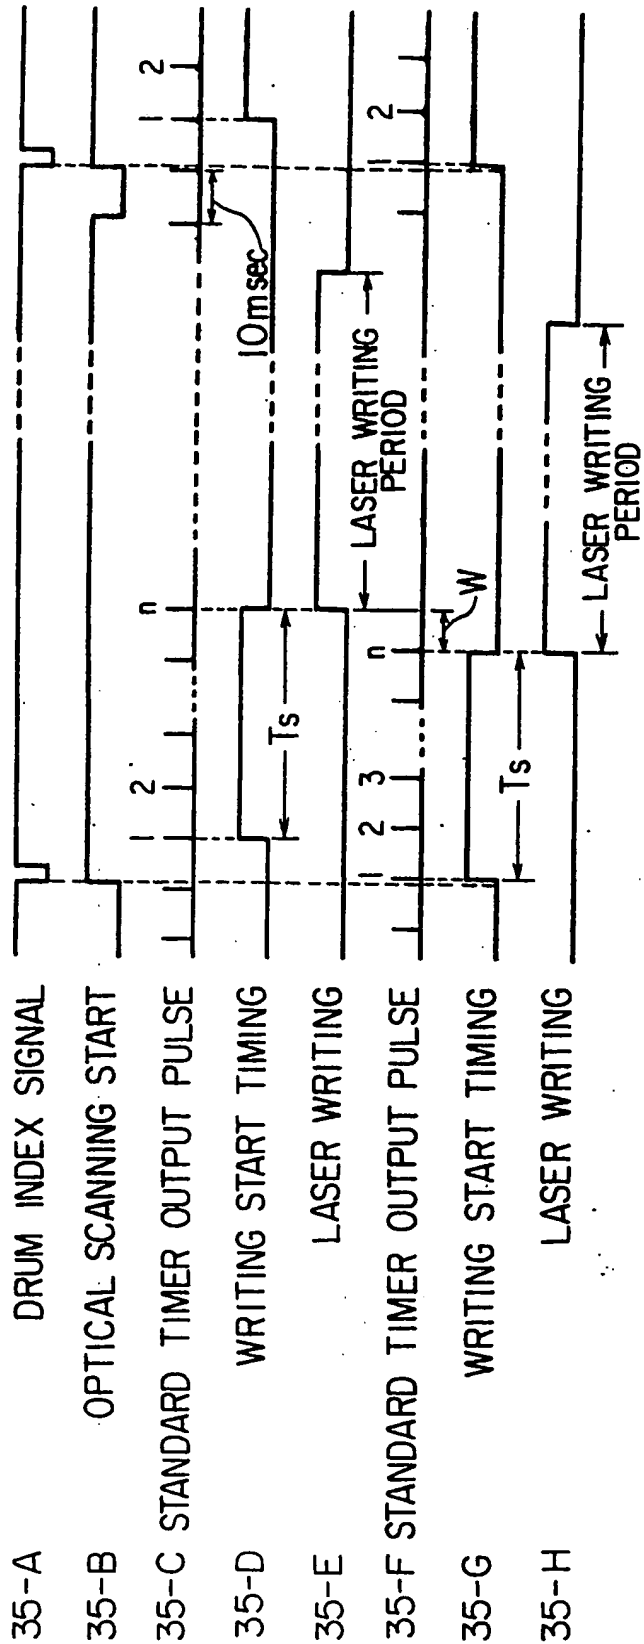 35-A DRUM INDEX SIGNAL
35-B OPTICAL SCANNING START
35-C STANDARD TIMER OUTPUT PULSE
1 2 n 1 2
10msec
35-D WRITING START TIMING
Ts
35-E LASER WRITING
LASER WRITING
PERIOD
35-F STANDARD TIMER OUTPUT PULSE
1 2 3 n 1 2
W
35-G WRITING START TIMING
Ts
35-H LASER WRITING
LASER WRITING
PERIOD